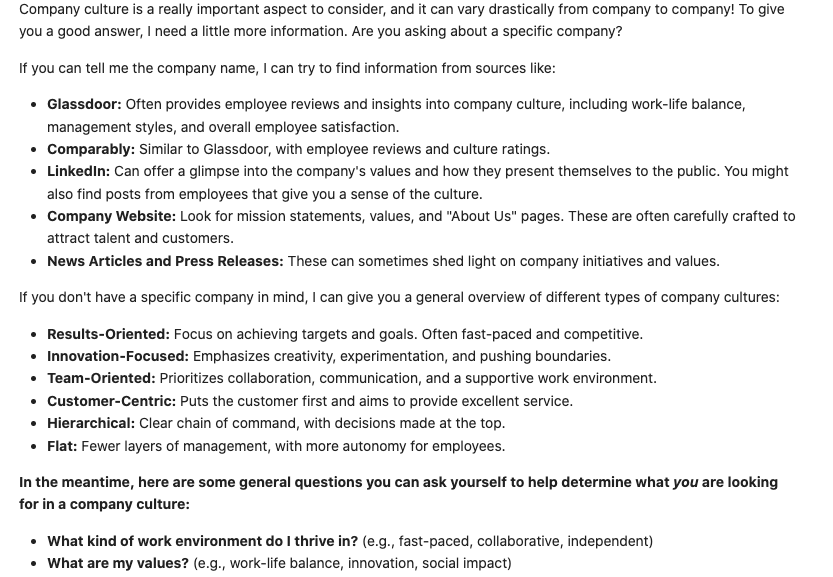 Company culture is a really important aspect to consider, and it can vary drastically from company to company! To give
you a good answer, I need a little more information. Are you asking about a specific company?
If you can tell me the company name, I can try to find information from sources like:
• Glassdoor: Often provides employee reviews and insights into company culture, including work-life balance,
management styles, and overall employee satisfaction.
• Comparably: Similar to Glassdoor, with employee reviews and culture ratings.
• LinkedIn: Can offer a glimpse into the company's values and how they present themselves to the public. You might
also find posts from employees that give you a sense of the culture.
• Company Website: Look for mission statements, values, and "About Us" pages. These are often carefully crafted to
attract talent and customers.
• News Articles and Press Releases: These can sometimes shed light on company initiatives and values.
If you don't have a specific company in mind, I can give you a general overview of different types of company cultures:
• Results-Oriented: Focus on achieving targets and goals. Often fast-paced and competitive.
• Innovation-Focused: Emphasizes creativity, experimentation, and pushing boundaries.
• Team-Oriented: Prioritizes collaboration, communication, and a supportive work environment.
• Customer-Centric: Puts the customer first and aims to provide excellent service.
• Hierarchical: Clear chain of command, with decisions made at the top.
• Flat: Fewer layers of management, with more autonomy for employees.
In the meantime, here are some general questions you can ask yourself to help determine what you are looking
for in a company culture:
• What kind of work environment do I thrive in? (e.g., fast-paced, collaborative, independent)
• What are my values? (e.g., work-life balance, innovation, social impact)